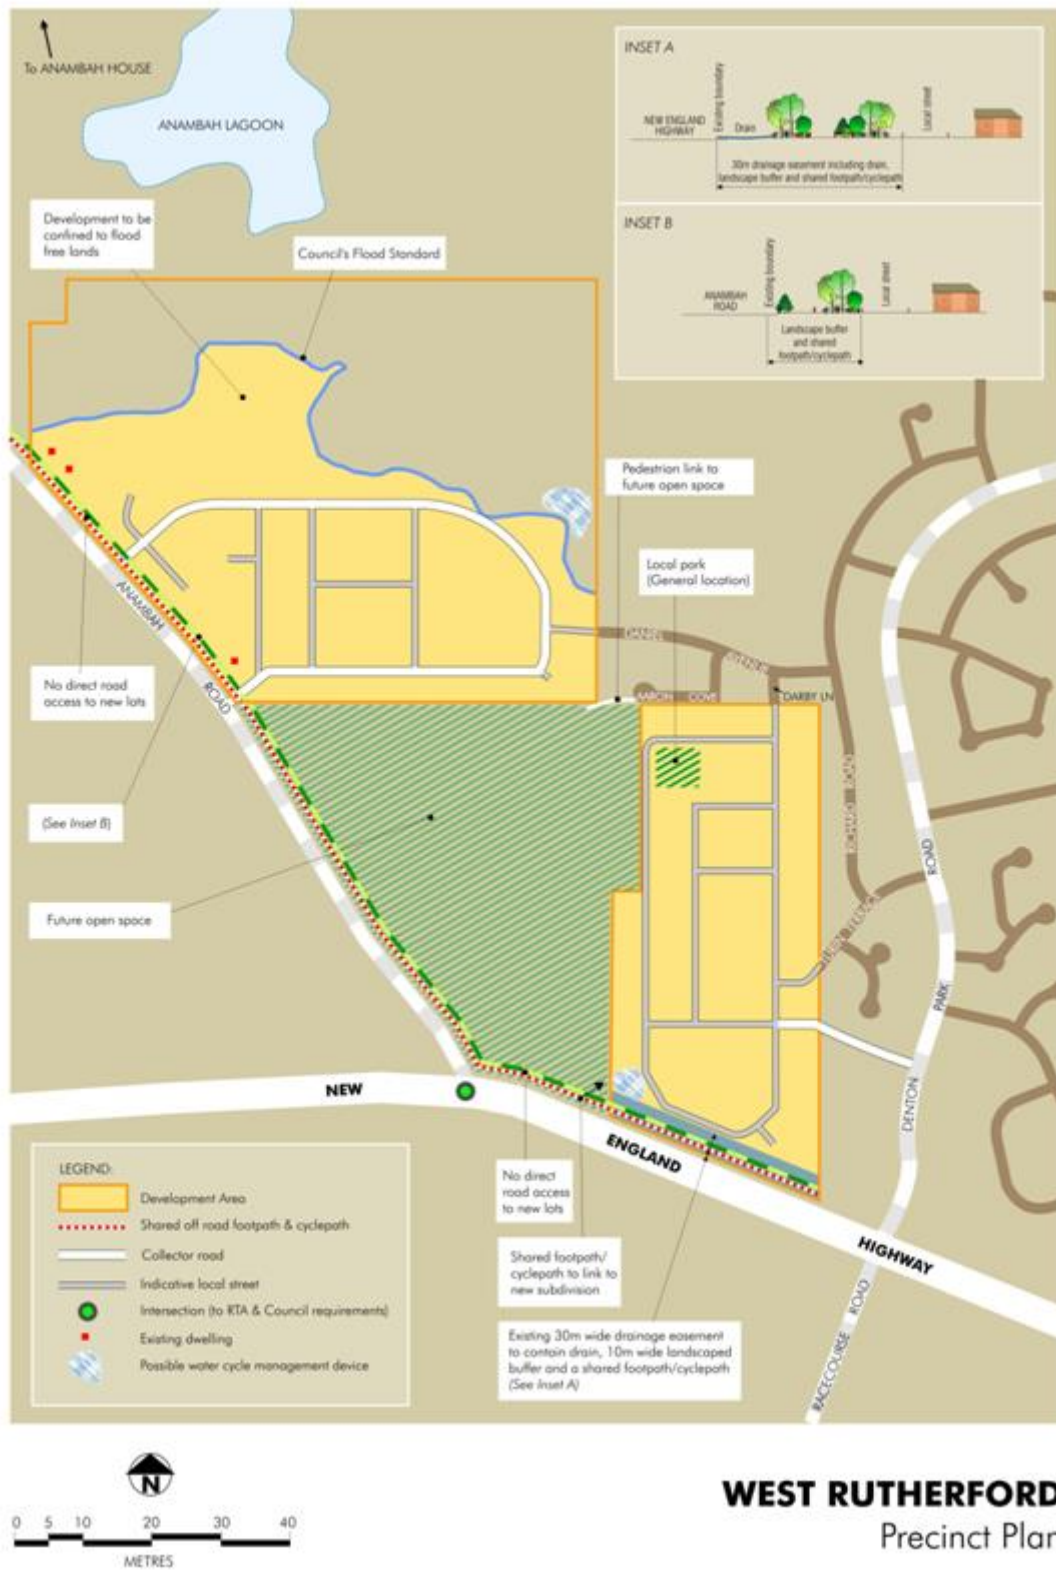 To ANAMBAH HOUSE
ANAMBAH LAGOON
INSET A
NEW ENGLAND
HIGHWAY
Existing boundary
Drain
Local street
30m drainage easement including drain,
landscape buffer and shared footpath/cyclepath
INSET B
ANAMBAH
ROAD
Existing boundary
Local street
Landscape buffer
and shared
footpath/cyclepath
Development to be
confined to flood
free lands
Council's Flood Standard
Pedestrian link to
future open space
Local park
(General location)
ANAMBAH
ROAD
DANIEL
AVENUE
AARON COVE
DARBY LN
No direct road
access to new lots
(See Inset B)
Future open space
RICHARD ROAD
ROAD
PARK
DENTON
NEW
ENGLAND
HIGHWAY
RACECOURSE ROAD
No direct
road access
to new lots
Shared footpath/
cyclepath to link to
new subdivision
Existing 30m wide drainage easement
to contain drain, 10m wide landscaped
buffer and a shared footpath/cyclepath
(See Inset A)
LEGEND:
Development Area
Shared off road footpath & cyclepath
Collector road
Indicative local street
Intersection (to RTA & Council requirements)
Existing dwelling
Possible water cycle management device
N
0 5 10 20 30 40
METRES
WEST RUTHERFORD
Precinct Plan